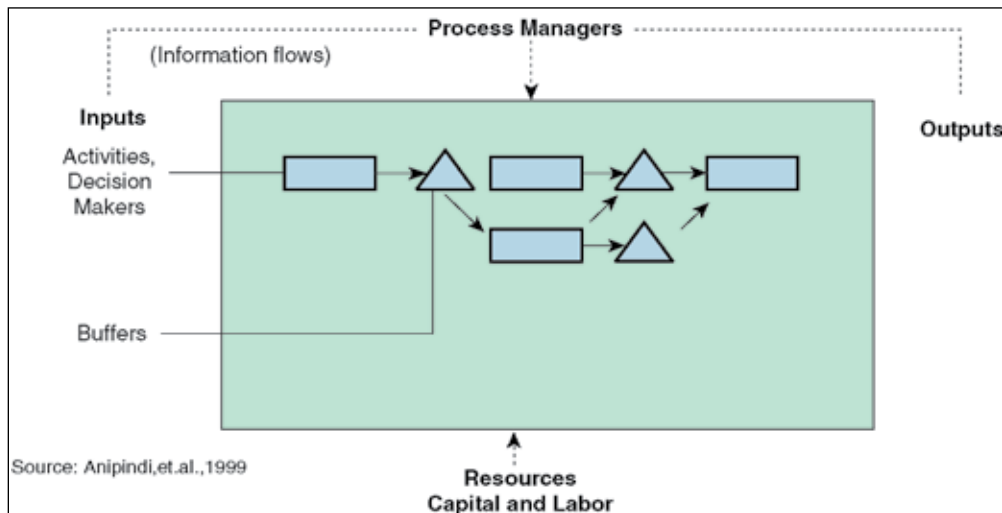 Process Managers
(Information flows)
Inputs
Outputs
Activities,
Decision
Makers
Buffers
Source: Anipindi,et.al.,1999
Resources
Capital and Labor